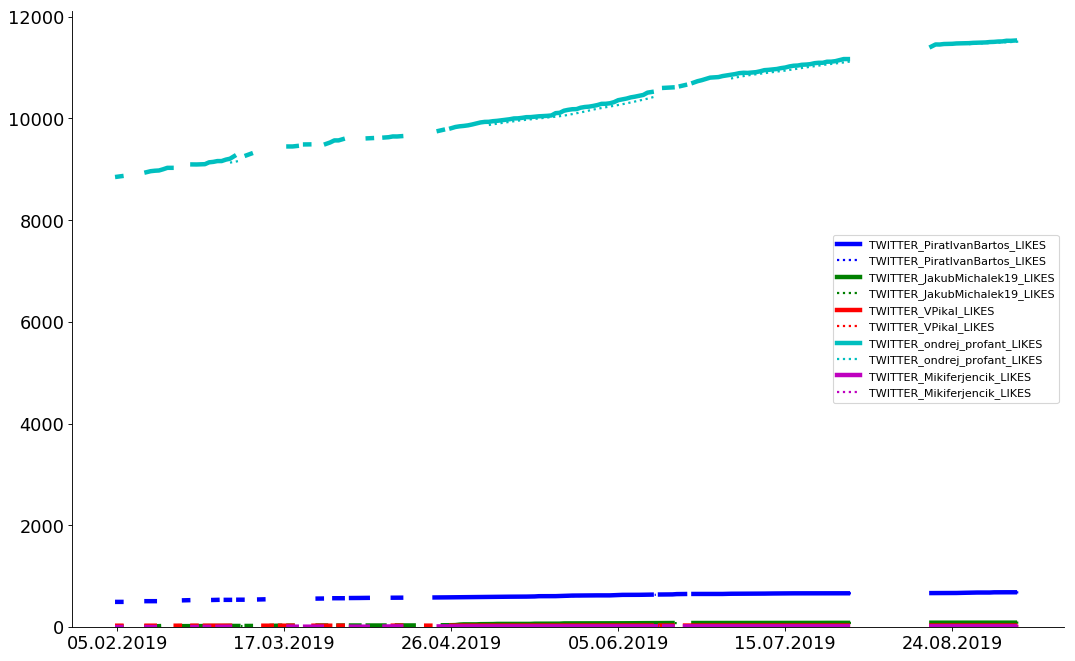 12000
10000
8000
6000
4000
2000
0
05.02.2019 17.03.2019 26.04.2019 05.06.2019 15.07.2019 24.08.2019
TWITTER_PiratIvanBartos_LIKES
TWITTER_PiratIvanBartos_LIKES
TWITTER_JakubMichalek19_LIKES
TWITTER_JakubMichalek19_LIKES
TWITTER_VPikal_LIKES
TWITTER_VPikal_LIKES
TWITTER_ondrej_profant_LIKES
TWITTER_ondrej_profant_LIKES
TWITTER_Mikiferjencik_LIKES
TWITTER_Mikiferjencik_LIKES